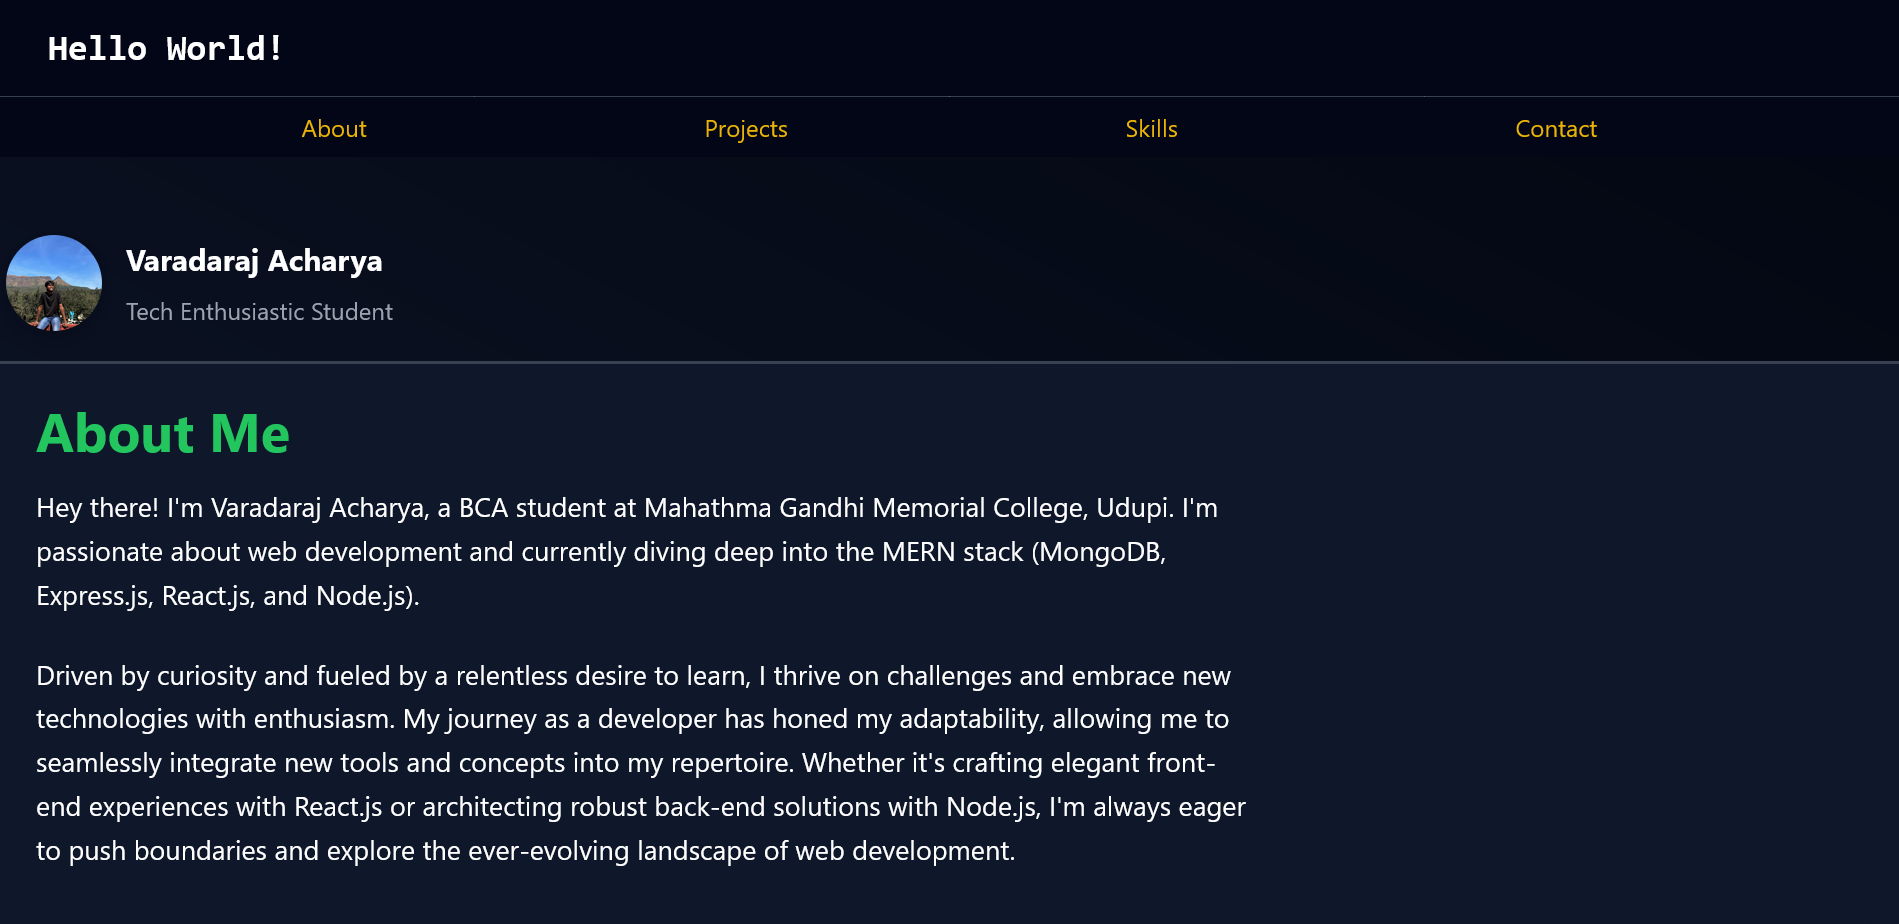 Hello World!
About Projects Skills Contact
Varadaraj Acharya
Tech Enthusiastic Student
About Me
Hey there! I'm Varadaraj Acharya, a BCA student at Mahathma Gandhi Memorial College, Udupi. I'm
passionate about web development and currently diving deep into the MERN stack (MongoDB,
Express.js, React.js, and Node.js).
Driven by curiosity and fueled by a relentless desire to learn, I thrive on challenges and embrace new
technologies with enthusiasm. My journey as a developer has honed my adaptability, allowing me to
seamlessly integrate new tools and concepts into my repertoire. Whether it's crafting elegant front-
end experiences with React.js or architecting robust back-end solutions with Node.js, I'm always eager
to push boundaries and explore the ever-evolving landscape of web development.